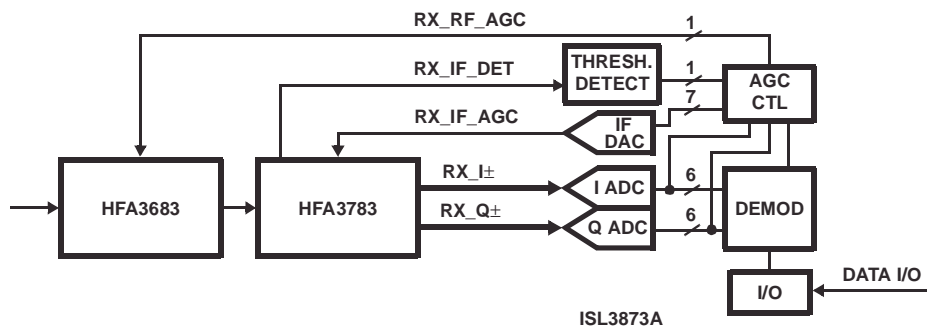 RX_RF_AGC
1
RX_IF_DET
THRESH.
DETECT
1
AGC
CTL
7
RX_IF_AGC
IF
DAC
HFA3683
HFA3783
RX_I±
I ADC
6
DEMOD
RX_Q±
Q ADC
6
I/O
DATA I/O
ISL3873A